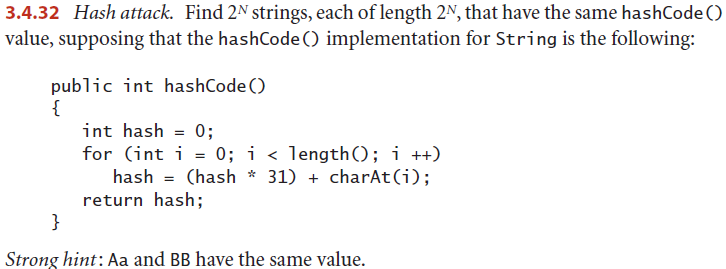 3.4.32 Hash attack. Find 2ᴺ strings, each of length 2ᴺ, that have the same hashCode()
value, supposing that the hashCode() implementation for String is the following:
public int hashCode()
{
int hash = 0;
for (int i = 0; i < length(); i ++)
hash = (hash * 31) + charAt(i);
return hash;
}
Strong hint: Aa and BB have the same value.